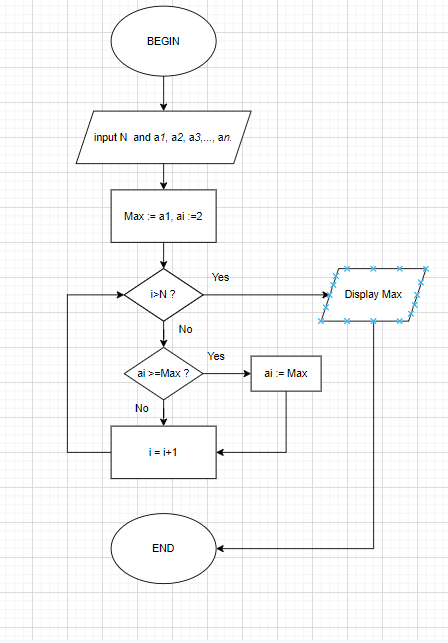 BEGIN
input N and a1, a2, a3,..., an.
Max := a1, ai :=2
i>N ?
Yes
Display Max
No
ai >=Max ?
Yes
ai := Max
No
i = i+1
END